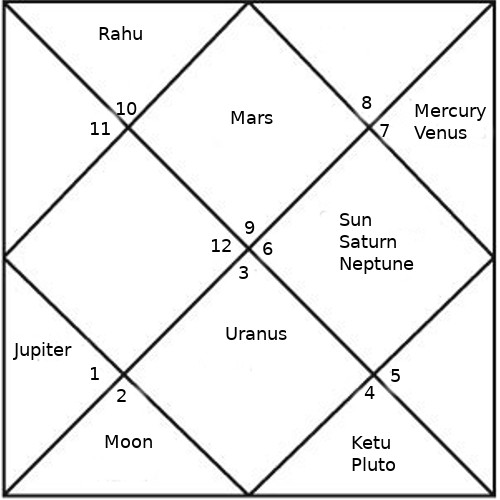 Rahu
10
11
Mars
8
7
Mercury
Venus
9
12
6
3
Sun
Saturn
Neptune
Jupiter
1
2
Uranus
5
4
Moon
Ketu
Pluto